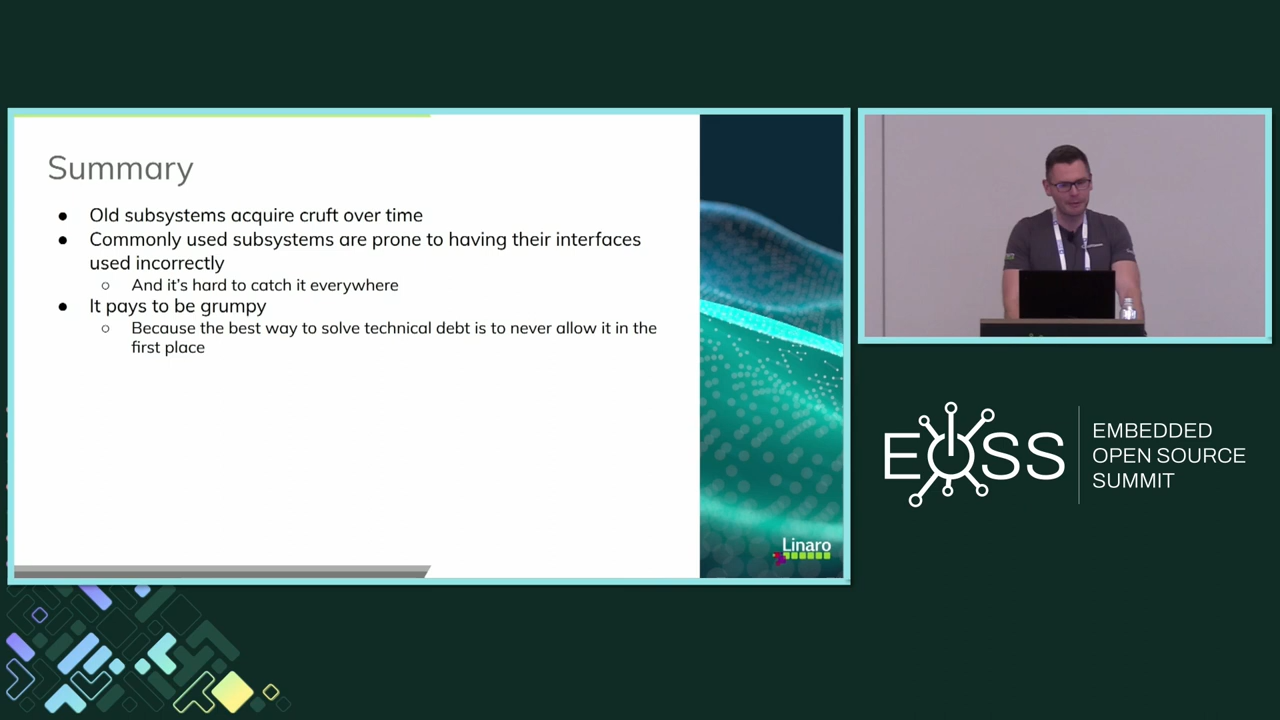 Summary
● Old subsystems acquire cruft over time
● Commonly used subsystems are prone to having their interfaces
used incorrectly
○ And it's hard to catch it everywhere
● It pays to be grumpy
○ Because the best way to solve technical debt is to never allow it in the
first place
Linaro
EOSS
EMBEDDED
OPEN SOURCE
SUMMIT